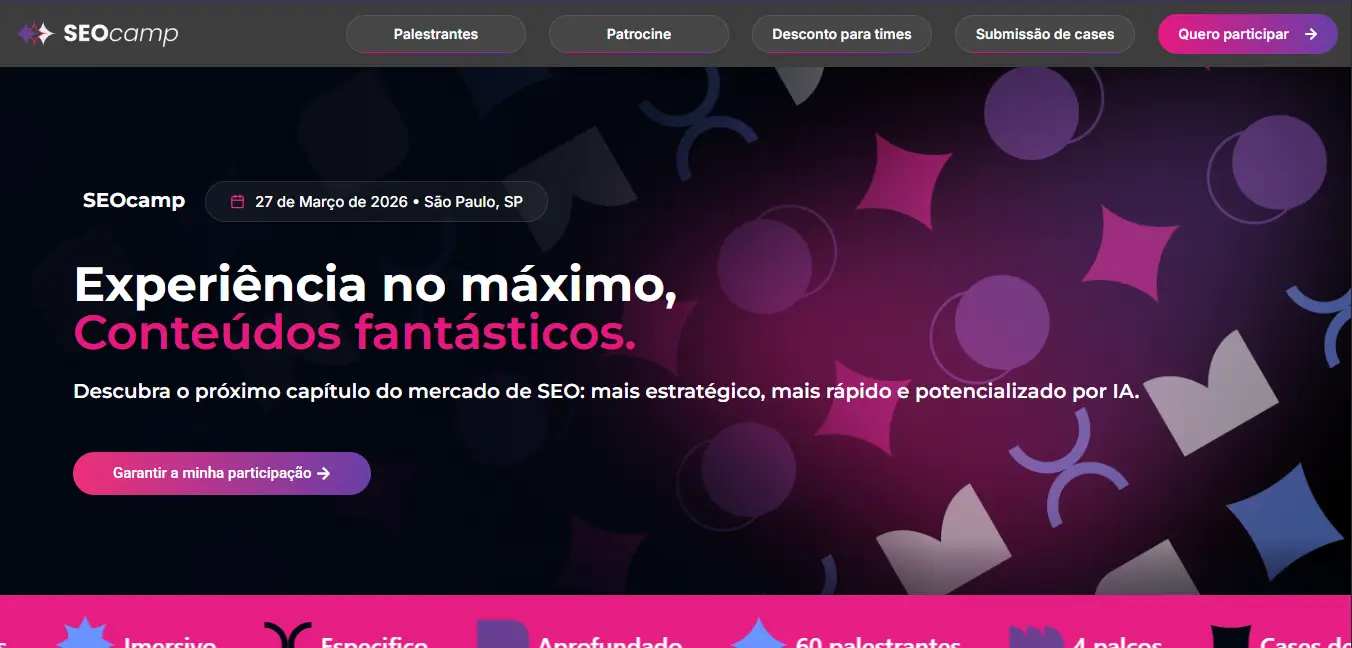 SEOcamp
Palestrantes
Patrocine
Desconto para times
Submissão de cases
Quero participar
SEOcamp
27 de Março de 2026 • São Paulo, SP
Experiência no máximo,
Conteúdos fantásticos.
Descubra o próximo capítulo do mercado de SEO: mais estratégico, mais rápido e potencializado por IA.
Garantir a minha participação
Imersivo Especifico Aprofundado 60 palestrantes 4 palcos Cases de